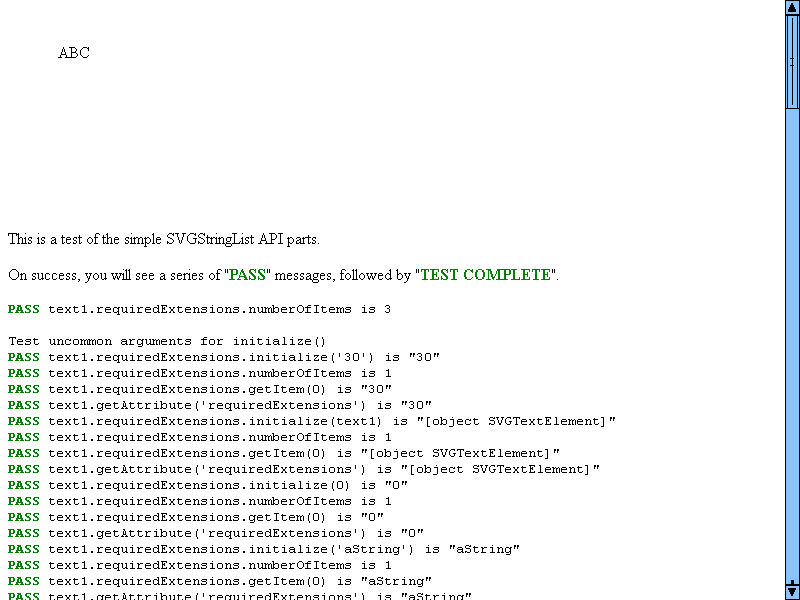 ABC
This is a test of the simple SVGStringList API parts.
On success, you will see a series of "PASS" messages, followed by "TEST COMPLETE".
PASS text1.requiredExtensions.numberOfItems is 3
Test uncommon arguments for initialize()
PASS text1.requiredExtensions.initialize('30') is "30"
PASS text1.requiredExtensions.numberOfItems is 1
PASS text1.requiredExtensions.getItem(0) is "30"
PASS text1.getAttribute('requiredExtensions') is "30"
PASS text1.requiredExtensions.initialize(text1) is "[object SVGTextElement]"
PASS text1.requiredExtensions.numberOfItems is 1
PASS text1.requiredExtensions.getItem(0) is "[object SVGTextElement]"
PASS text1.getAttribute('requiredExtensions') is "[object SVGTextElement]"
PASS text1.requiredExtensions.initialize(0) is "0"
PASS text1.requiredExtensions.numberOfItems is 1
PASS text1.requiredExtensions.getItem(0) is "0"
PASS text1.getAttribute('requiredExtensions') is "0"
PASS text1.requiredExtensions.initialize('aString') is "aString"
PASS text1.requiredExtensions.numberOfItems is 1
PASS text1.requiredExtensions.getItem(0) is "aString"
PASS text1.getAttribute('requiredExtensions') is "aString"